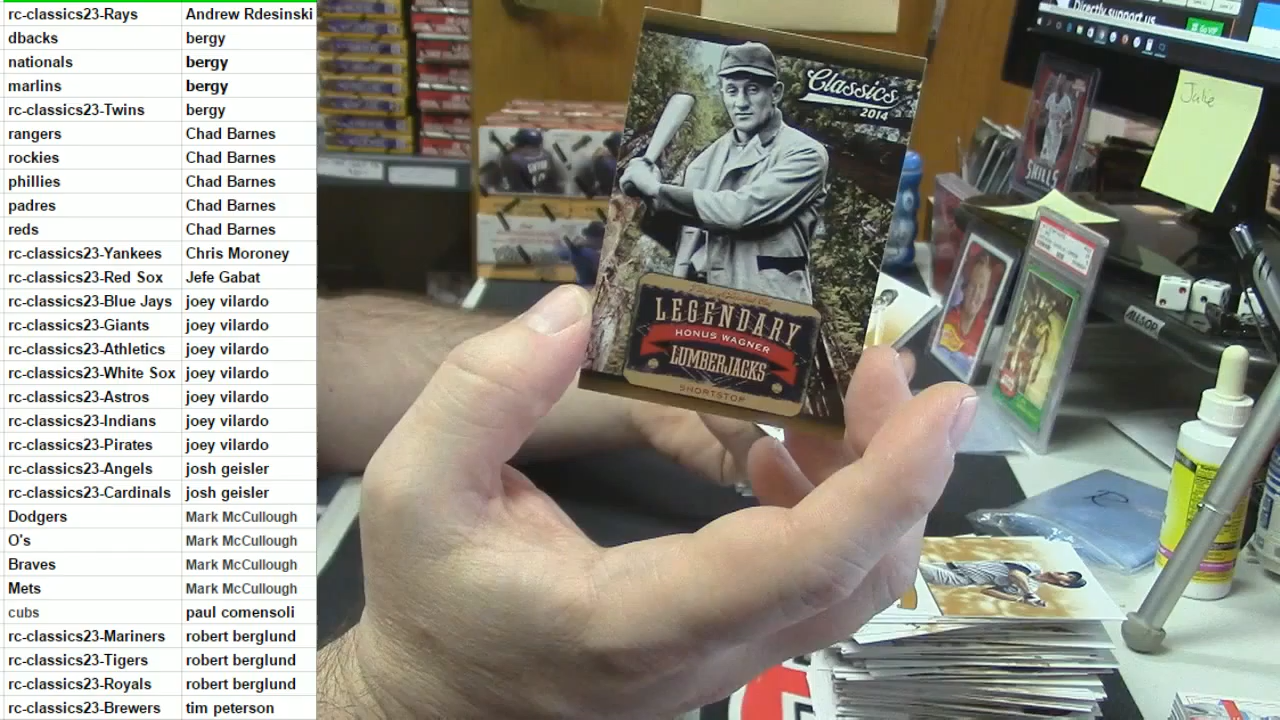 rc-classics23-Rays Andrew Rdesinski
dbacks bergy
nationals bergy
marlins bergy
rc-classics23-Twins bergy
rangers Chad Barnes
rockies Chad Barnes
phillies Chad Barnes
padres Chad Barnes
reds Chad Barnes
rc-classics23-Yankees Chris Moroney
rc-classics23-Red Sox Jefe Gabat
rc-classics23-Blue Jays joey vilardo
rc-classics23-Giants joey vilardo
rc-classics23-Athletics joey vilardo
rc-classics23-White Sox joey vilardo
rc-classics23-Astros joey vilardo
rc-classics23-Indians joey vilardo
rc-classics23-Pirates joey vilardo
rc-classics23-Angels josh geisler
rc-classics23-Cardinals josh geisler
Dodgers Mark McCullough
O's Mark McCullough
Braves Mark McCullough
Mets Mark McCullough
cubs paul comensoli
rc-classics23-Mariners robert berglund
rc-classics23-Tigers robert berglund
rc-classics23-Royals robert berglund
rc-classics23-Brewers tim peterson
Classics
2014
LEGENDARY
HONUS WAGNER
LUMBERJACKS
SHORTSTOP
Directly support us
Go VIP
Julie
SKILLS
ALLSOP